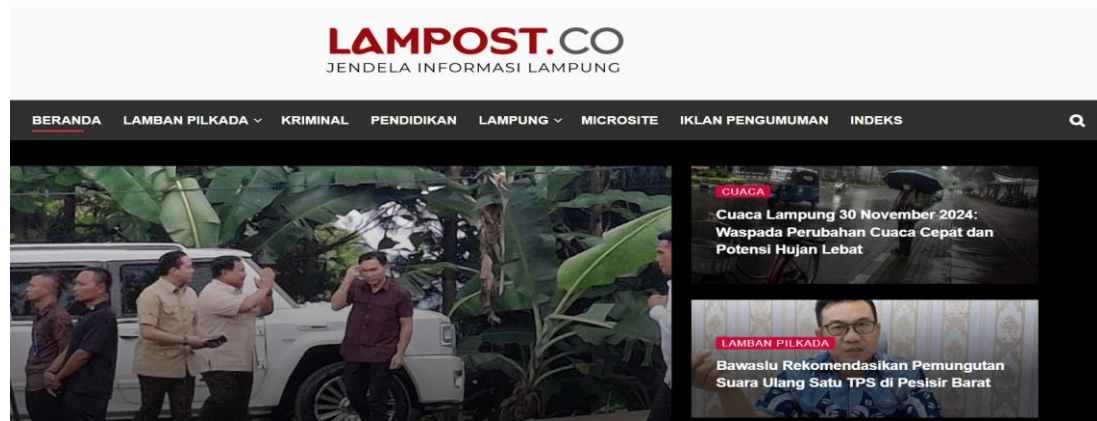 LAMPOST.CO
JENDELA INFORMASI LAMPUNG
BERANDA LAMBAN PILKADA KRIMINAL PENDIDIKAN LAMPUNG MICROSITE IKLAN PENGUMUMAN INDEKS
CUACA
Cuaca Lampung 30 November 2024:
Waspada Perubahan Cuaca Cepat dan
Potensi Hujan Lebat
LAMBAN PILKADA
Bawaslu Rekomendasikan Pemungutan
Suara Ulang Satu TPS di Pesisir Barat